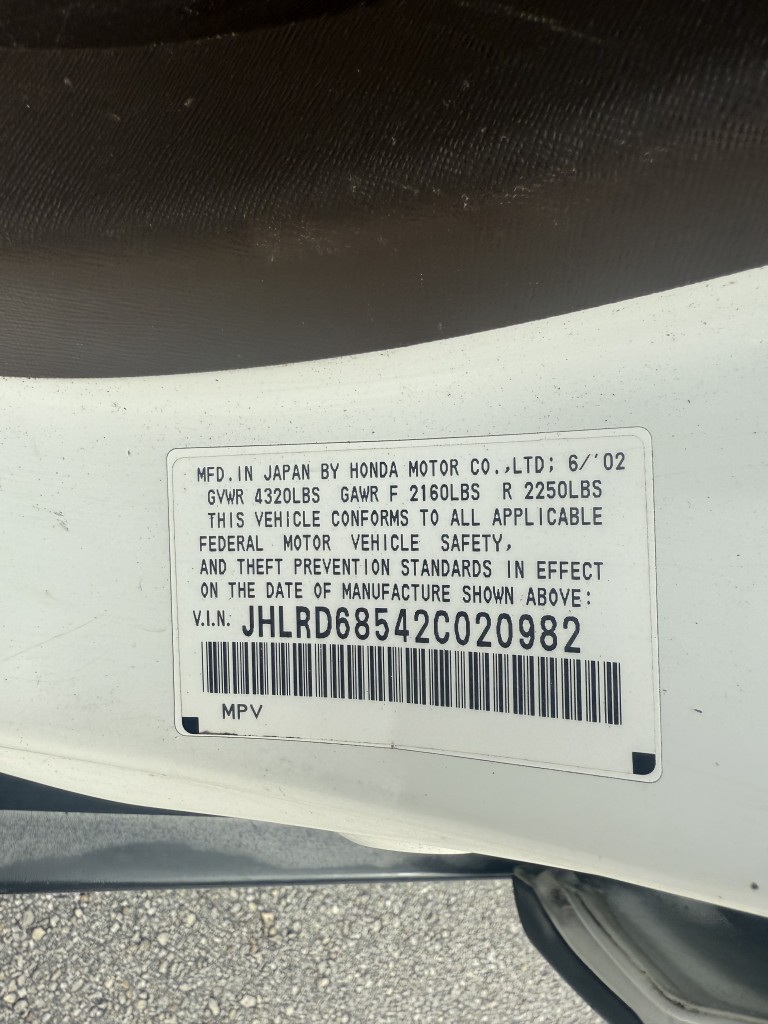 MFD.IN JAPAN BY HONDA MOTOR CO.,LTD; 6/'02
GVWR 4320LBS GAWR F 2160LBS R 2250LBS
THIS VEHICLE CONFORMS TO ALL APPLICABLE
FEDERAL MOTOR VEHICLE SAFETY,
AND THEFT PREVENTION STANDARDS IN EFFECT
ON THE DATE OF MANUFACTURE SHOWN ABOVE:
V.I.N. JHLRD68542C020982
MPV